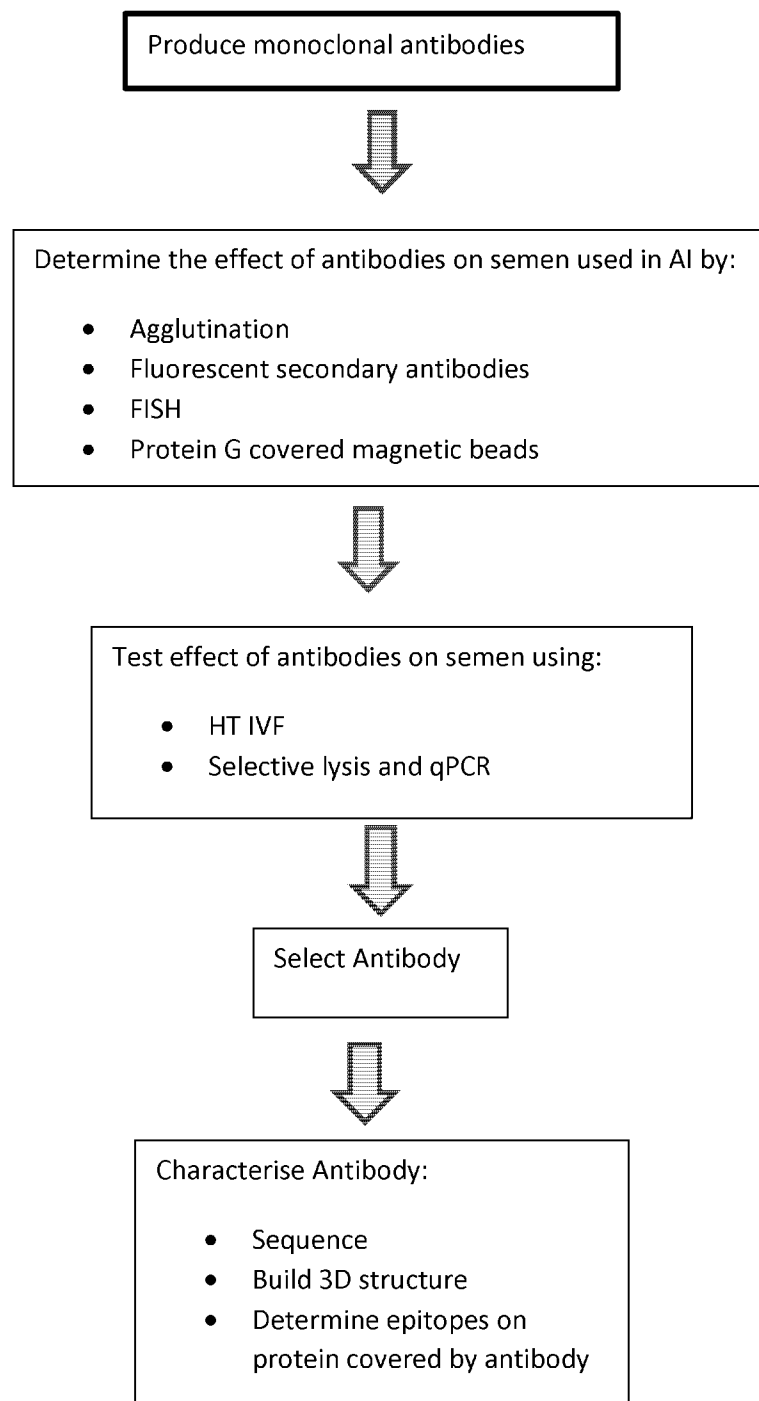 Produce monoclonal antibodies
Determine the effect of antibodies on semen used in AI by:
• Agglutination
• Fluorescent secondary antibodies
• FISH
• Protein G covered magnetic beads
Test effect of antibodies on semen using:
• HT IVF
• Selective lysis and qPCR
Select Antibody
Characterise Antibody:
• Sequence
• Build 3D structure
• Determine epitopes on
protein covered by antibody